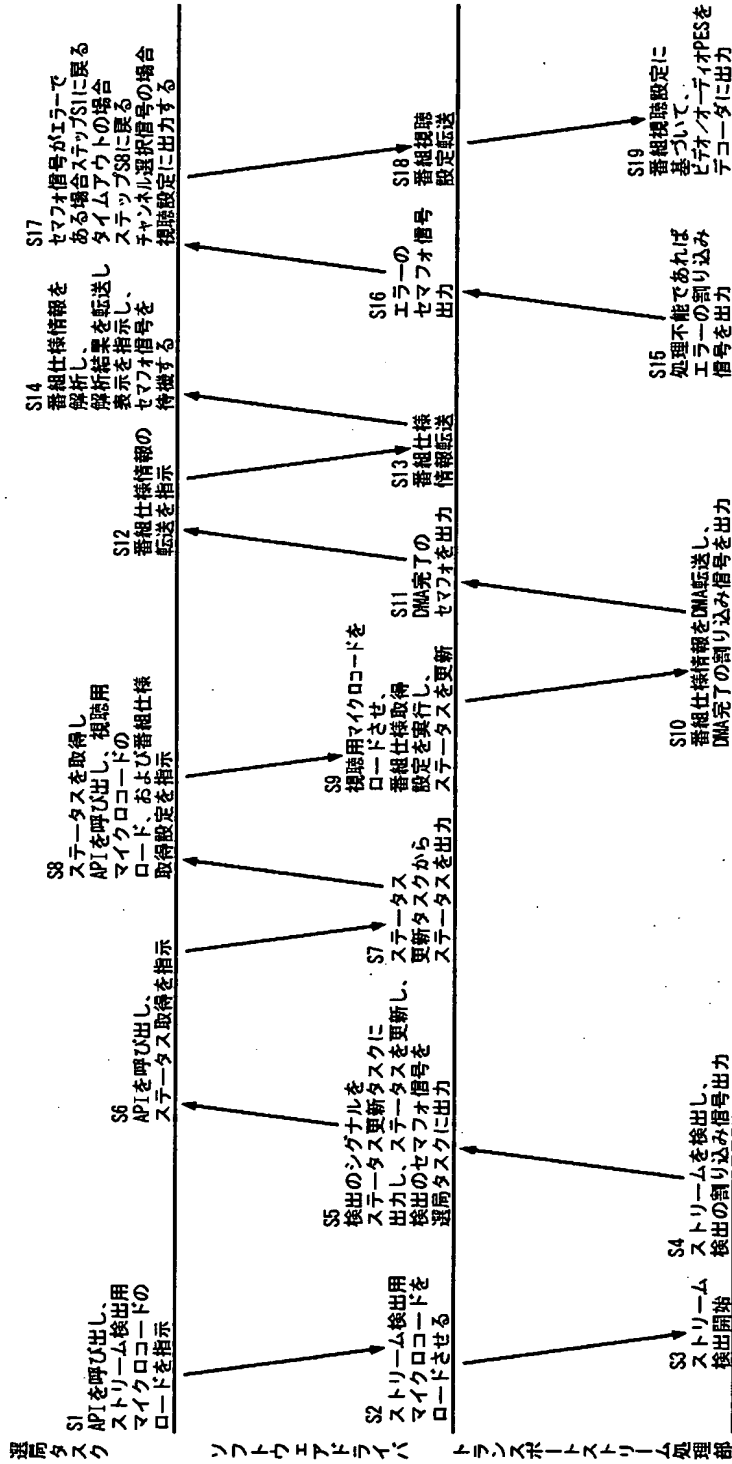 選局タスク
ソフトウェアドライバ
トランスポートストリーム処理部
S1
APIを呼び出し、
ストリーム検出用
マイクロコードの
ロードを指示
S2
ストリーム検出用
マイクロコードを
ロードさせる
S3
ストリーム
検出開始
S4
ストリームを検出し、
検出の割り込み信号出力
S5
検出のシグナルを
ステータス更新タスクに
出力し、ステータスを更新し、
検出のセマフォ信号を
選局タスクに出力
S6
APIを呼び出し、
ステータス取得を指示
S7
ステータス
更新タスクから
ステータスを出力
S8
ステータスを取得し
APIを呼び出し、視聴用
マイクロコードの
ロード、および番組仕様
取得設定を指示
S9
視聴用マイクロコードを
ロードさせ、
番組仕様取得
設定を実行し、
ステータスを更新
S10
番組仕様情報をDMA転送し、
DMA完了の割り込み信号を出力
S11
DMA完了の
セマフォを出力
S12
番組仕様情報の
転送を指示
S13
番組仕様
情報転送
S14
番組仕様情報を
解析し、
解析結果を転送し
表示を指示し、
セマフォ信号を
待機する
S15
処理不能であれば
エラーの割り込み
信号を出力
S16
エラーの
セマフォ信号
出力
S17
セマフォ信号がエラーで
ある場合ステップS1に戻る
タイムアウトの場合
ステップS8に戻る
チャンネル選択信号の場合
視聴設定に出力する
S18
番組視聴
設定転送
S19
番組視聴設定に
基づいて、
ビデオ/オーディオPESを
デコーダに出力